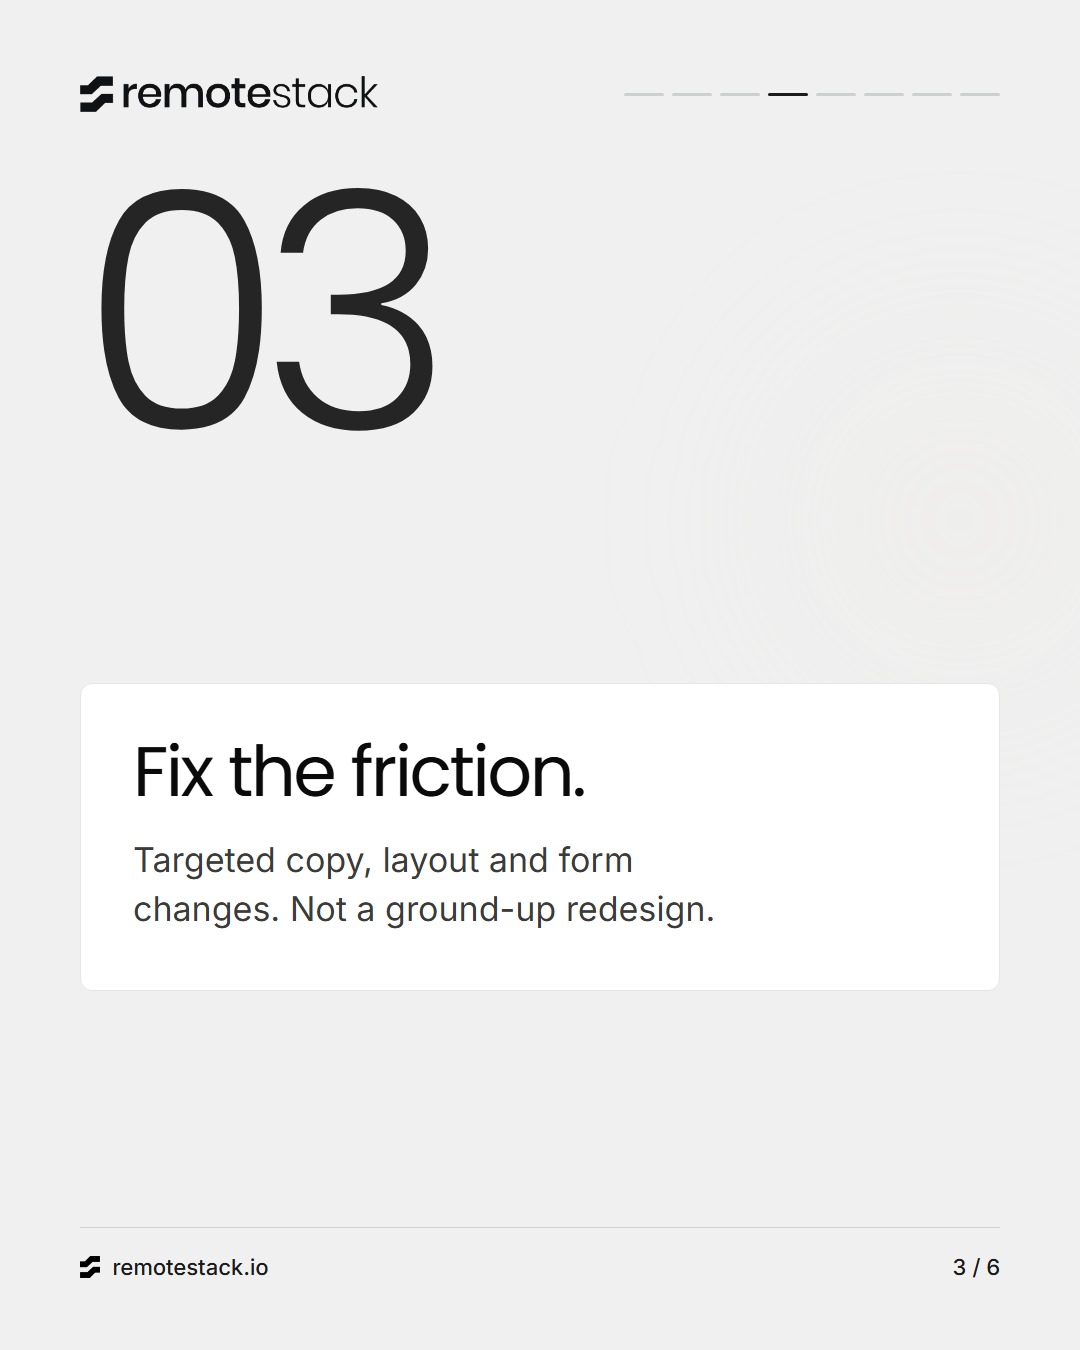 remotestack
03
Fix the friction.
Targeted copy, layout and form
changes. Not a ground-up redesign.
remotestack.io
3 / 6